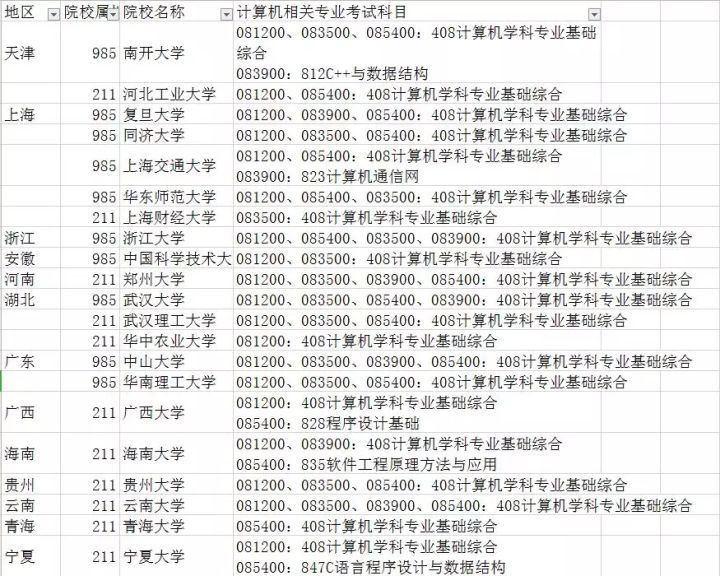 地区 院校属 院校名称 计算机相关专业考试科目
天津 985 南开大学 081200、083500、085400：408计算机学科专业基础
综合
083900：812C++与数据结构
211 河北工业大学 081200、085400：408计算机学科专业基础综合
上海 985 复旦大学 081200、083900、085400：408计算机学科专业基础综合
985 同济大学 081200、083500、085400：408计算机学科专业基础综合
985 上海交通大学 081200、085400：408计算机学科专业基础综合
083900：823计算机通信网
985 华东师范大学 081200、085400、083500：408计算机学科专业基础综合
211 上海财经大学 083500：408计算机学科专业基础综合
浙江 985 浙江大学 081200、085400、083500、083900：408计算机学科专业基础综合
安徽 985 中国科学技术大 081200、083500：408计算机学科专业基础综合
河南 211 郑州大学 081200、083500、083900、085400：408计算机学科专业基础综合
湖北 985 武汉大学 081200、083500、085400、083900：408计算机学科专业基础综合
211 武汉理工大学 081200、083500、085400：408计算机学科专业基础综合
211 华中农业大学 081200：408计算机学科专业基础综合
广东 985 中山大学 081200、083500、083900、085400：408计算机学科专业基础综合
985 华南理工大学 081200、083500、085400：408计算机学科专业基础综合
广西 211 广西大学 081200：408计算机学科专业基础综合
085400：828程序设计基础
海南 211 海南大学 081200、083900：408计算机学科专业基础综合
085400：835软件工程原理方法与应用
贵州 211 贵州大学 081200、083500、085400：408计算机学科专业基础综合
云南 211 云南大学 081200、083500、083900、085400：408计算机学科专业基础综合
青海 211 青海大学 085400：408计算机学科专业基础综合
宁夏 211 宁夏大学 081200：408计算机学科专业基础综合
085400：847C语言程序设计与数据结构